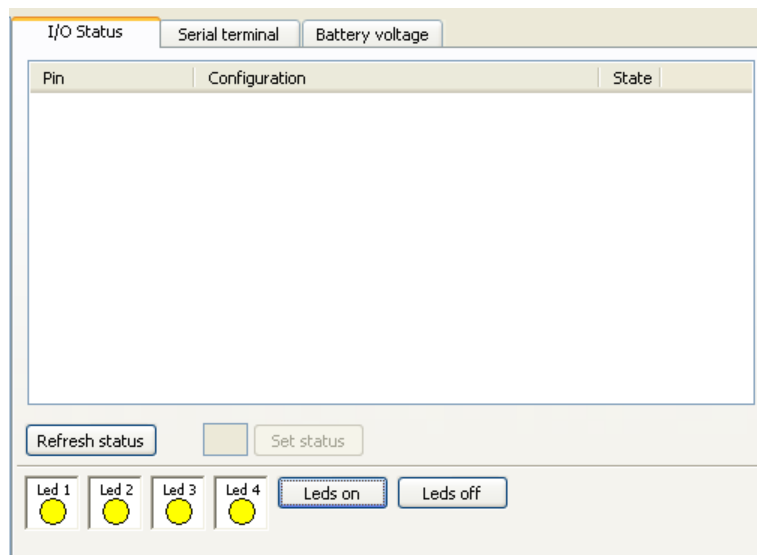 I/O Status Serial terminal Battery voltage
Pin Configuration State
Refresh status Set status
Led 1 Led 2 Led 3 Led 4 Leds on Leds off